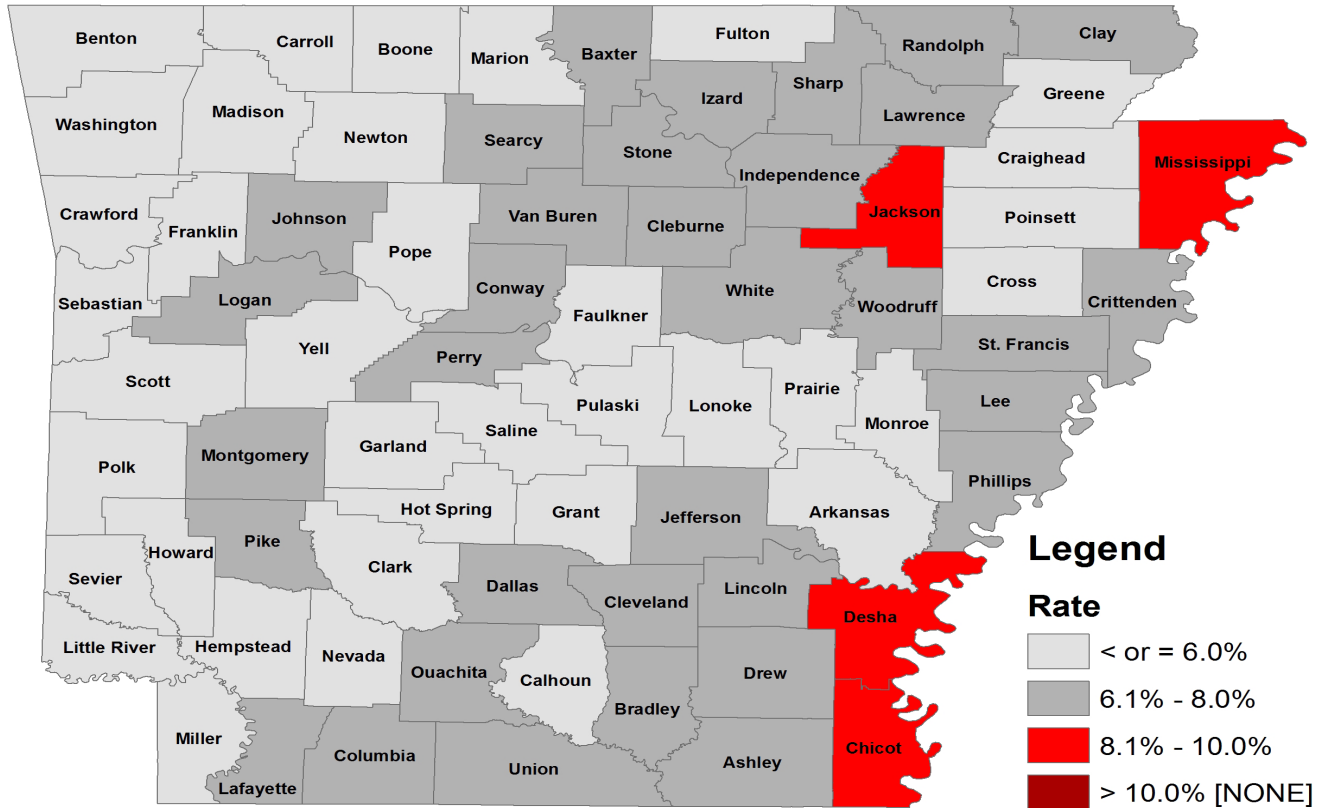 Benton
Carroll
Boone
Marion
Baxter
Fulton
Randolph
Clay
Sharp
Izard
Greene
Lawrence
Washington
Madison
Newton
Searcy
Stone
Independence
Craighead
Mississippi
Crawford
Franklin
Johnson
Pope
Van Buren
Cleburne
Jackson
Poinsett
Sebastian
Logan
Conway
Faulkner
White
Woodruff
Cross
Crittenden
Scott
Yell
Perry
St. Francis
Pulaski
Lonoke
Prairie
Monroe
Lee
Polk
Montgomery
Garland
Saline
Phillips
Hot Spring
Grant
Jefferson
Arkansas
Howard
Pike
Clark
Sevier
Dallas
Cleveland
Lincoln
Desha
Little River
Hempstead
Nevada
Ouachita
Calhoun
Bradley
Drew
Miller
Lafayette
Columbia
Union
Ashley
Chicot
Legend
Rate
< or = 6.0%
6.1% - 8.0%
8.1% - 10.0%
> 10.0% [NONE]